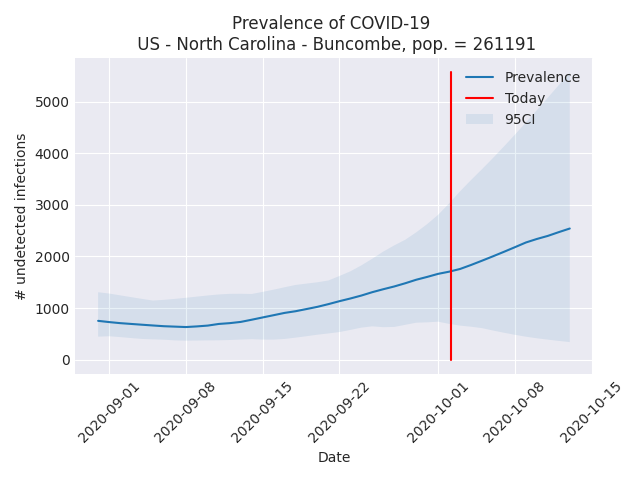 Prevalence of COVID-19
US - North Carolina - Buncombe, pop. = 261191
Prevalence
Today
95CI
# undetected infections
5000
4000
3000
2000
1000
0
2020-09-01
2020-09-08
2020-09-15
2020-09-22
2020-10-01
2020-10-08
2020-10-15
Date